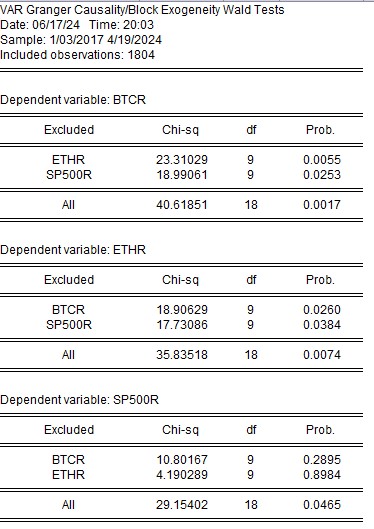 VAR Granger Causality/Block Exogeneity Wald Tests
Date: 06/17/24 Time: 20:03
Sample: 1/03/2017 4/19/2024
Included observations: 1804
Dependent variable: BTCR
Excluded Chi-sq df Prob.
ETHR 23.31029 9 0.0055
SP500R 18.99061 9 0.0253
All 40.61851 18 0.0017
Dependent variable: ETHR
Excluded Chi-sq df Prob.
BTCR 18.90629 9 0.0260
SP500R 17.73086 9 0.0384
All 35.83518 18 0.0074
Dependent variable: SP500R
Excluded Chi-sq df Prob.
BTCR 10.80167 9 0.2895
ETHR 4.190289 9 0.8984
All 29.15402 18 0.0465